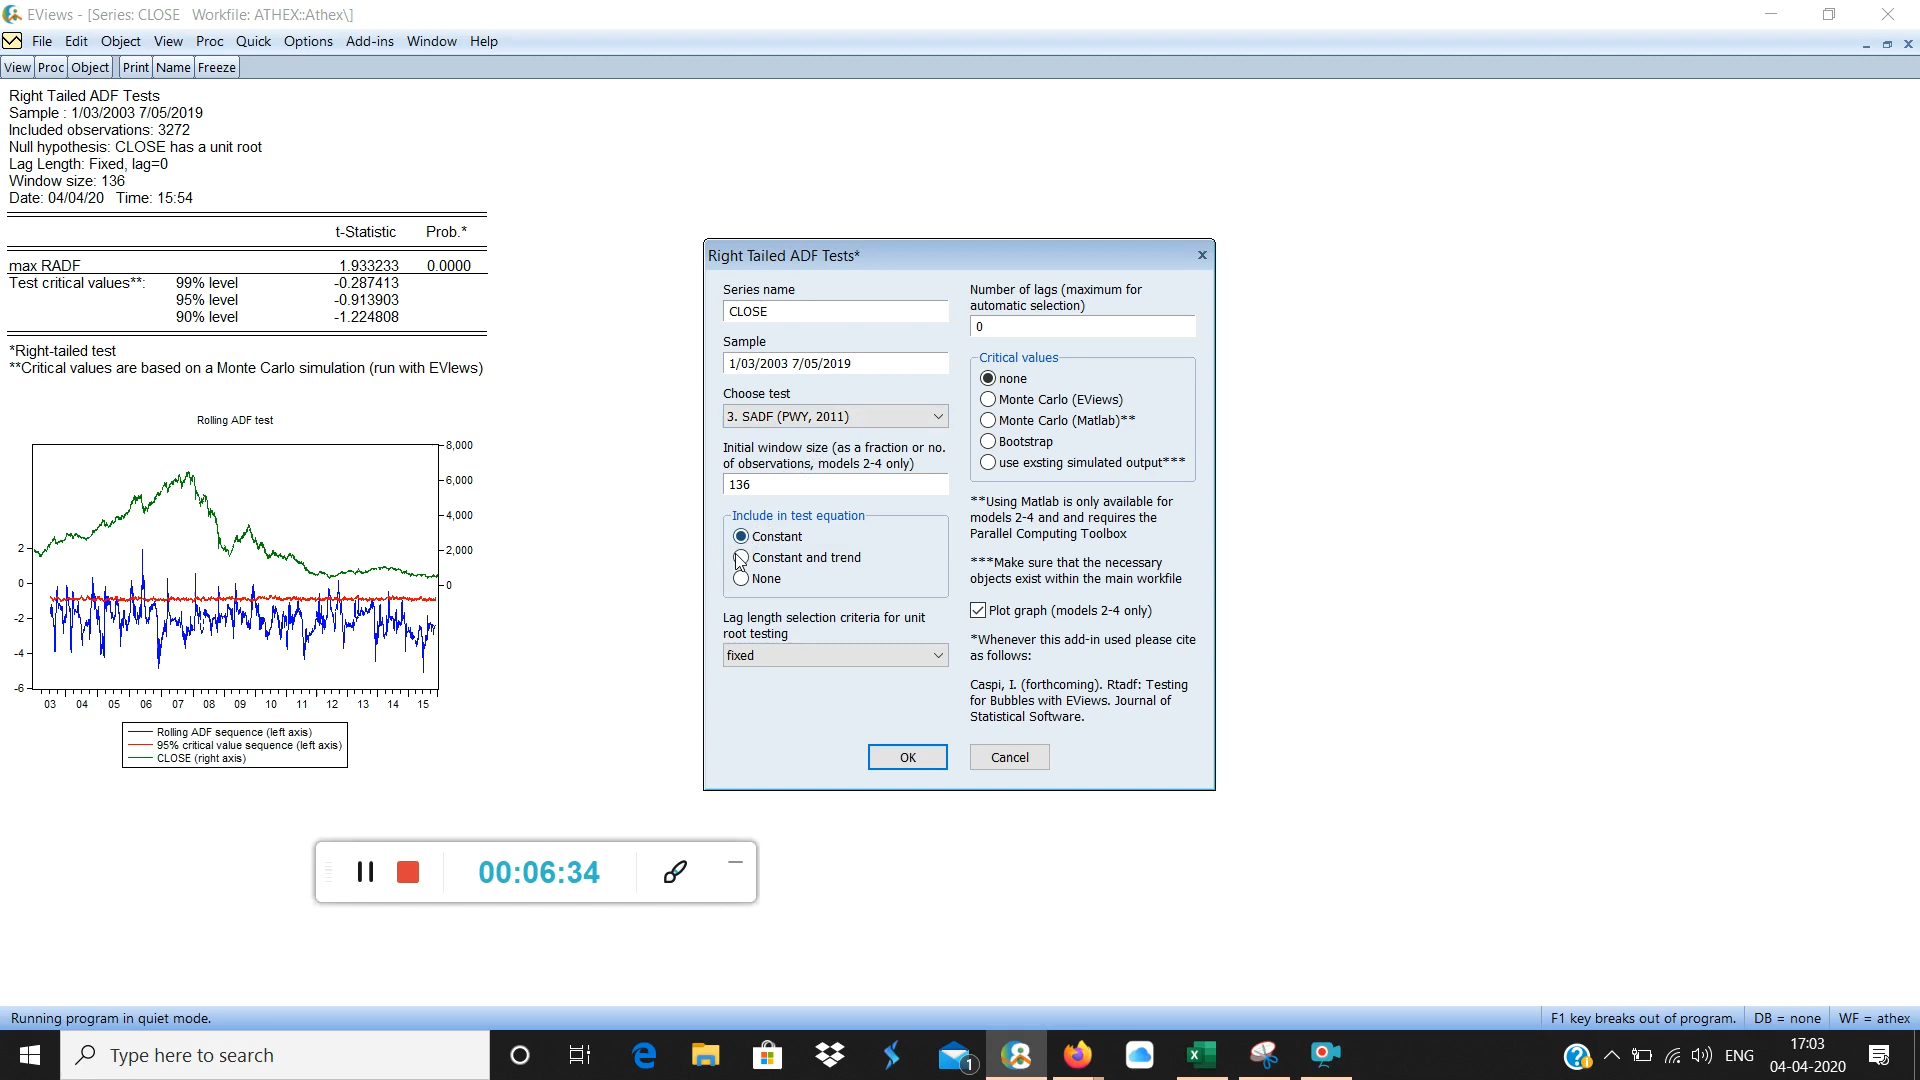 EViews - [Series: CLOSE   Workfile: ATHEX::Athex\]
File Edit Object View Proc Quick Options Add-ins Window Help
View Proc Object Print Name Freeze
Right Tailed ADF Tests
Sample : 1/03/2003 7/05/2019
Included observations: 3272
Null hypothesis: CLOSE has a unit root
Lag Length: Fixed, lag=0
Window size: 136
Date: 04/04/20   Time: 15:54
t-Statistic Prob.*
max RADF 1.933233 0.0000
Test critical values**: 99% level -0.287413
95% level -0.913903
90% level -1.224808
*Right-tailed test
**Critical values are based on a Monte Carlo simulation (run with EVIews)
Rolling ADF test
8,000
6,000
4,000
2,000
0
2
0
-2
-4
-6
03 04 05 06 07 08 09 10 11 12 13 14 15
Rolling ADF sequence (left axis)
95% critical value sequence (left axis)
CLOSE (right axis)
Right Tailed ADF Tests*
x
Series name
CLOSE
Sample
1/03/2003 7/05/2019
Choose test
3. SADF (PWY, 2011)
Initial window size (as a fraction or no.
of observations, models 2-4 only)
136
Include in test equation
Constant
Constant and trend
None
Lag length selection criteria for unit
root testing
fixed
Number of lags (maximum for
automatic selection)
0
Critical values
none
Monte Carlo (EViews)
Monte Carlo (Matlab)**
Bootstrap
use exsting simulated output***
**Using Matlab is only available for
models 2-4 and and requires the
Parallel Computing Toolbox
***Make sure that the necessary
objects exist within the main workfile
Plot graph (models 2-4 only)
*Whenever this add-in used please cite
as follows:
Caspi, I. (forthcoming). Rtadf: Testing
for Bubbles with EViews. Journal of
Statistical Software.
OK Cancel
00:06:34
Running program in quiet mode.
F1 key breaks out of program. DB = none WF = athex
Type here to search
1
ENG
17:03
04-04-2020